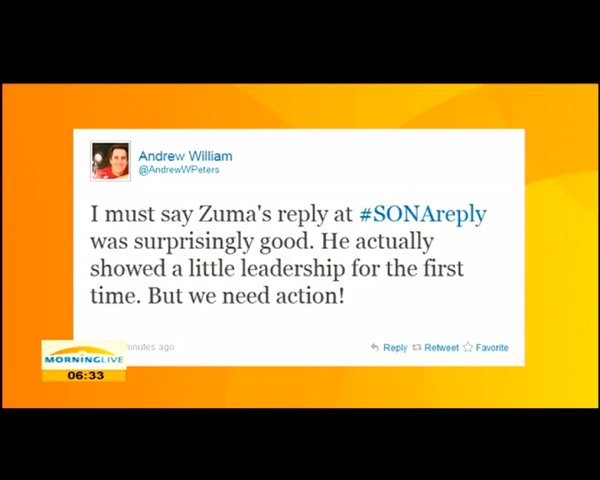 Andrew William
@AndrewWPeters
I must say Zuma's reply at #SONAreply
was surprisingly good. He actually
showed a little leadership for the first
time. But we need action!
minutes ago
Reply Retweet Favorite
MORNINGLIVE
06:33